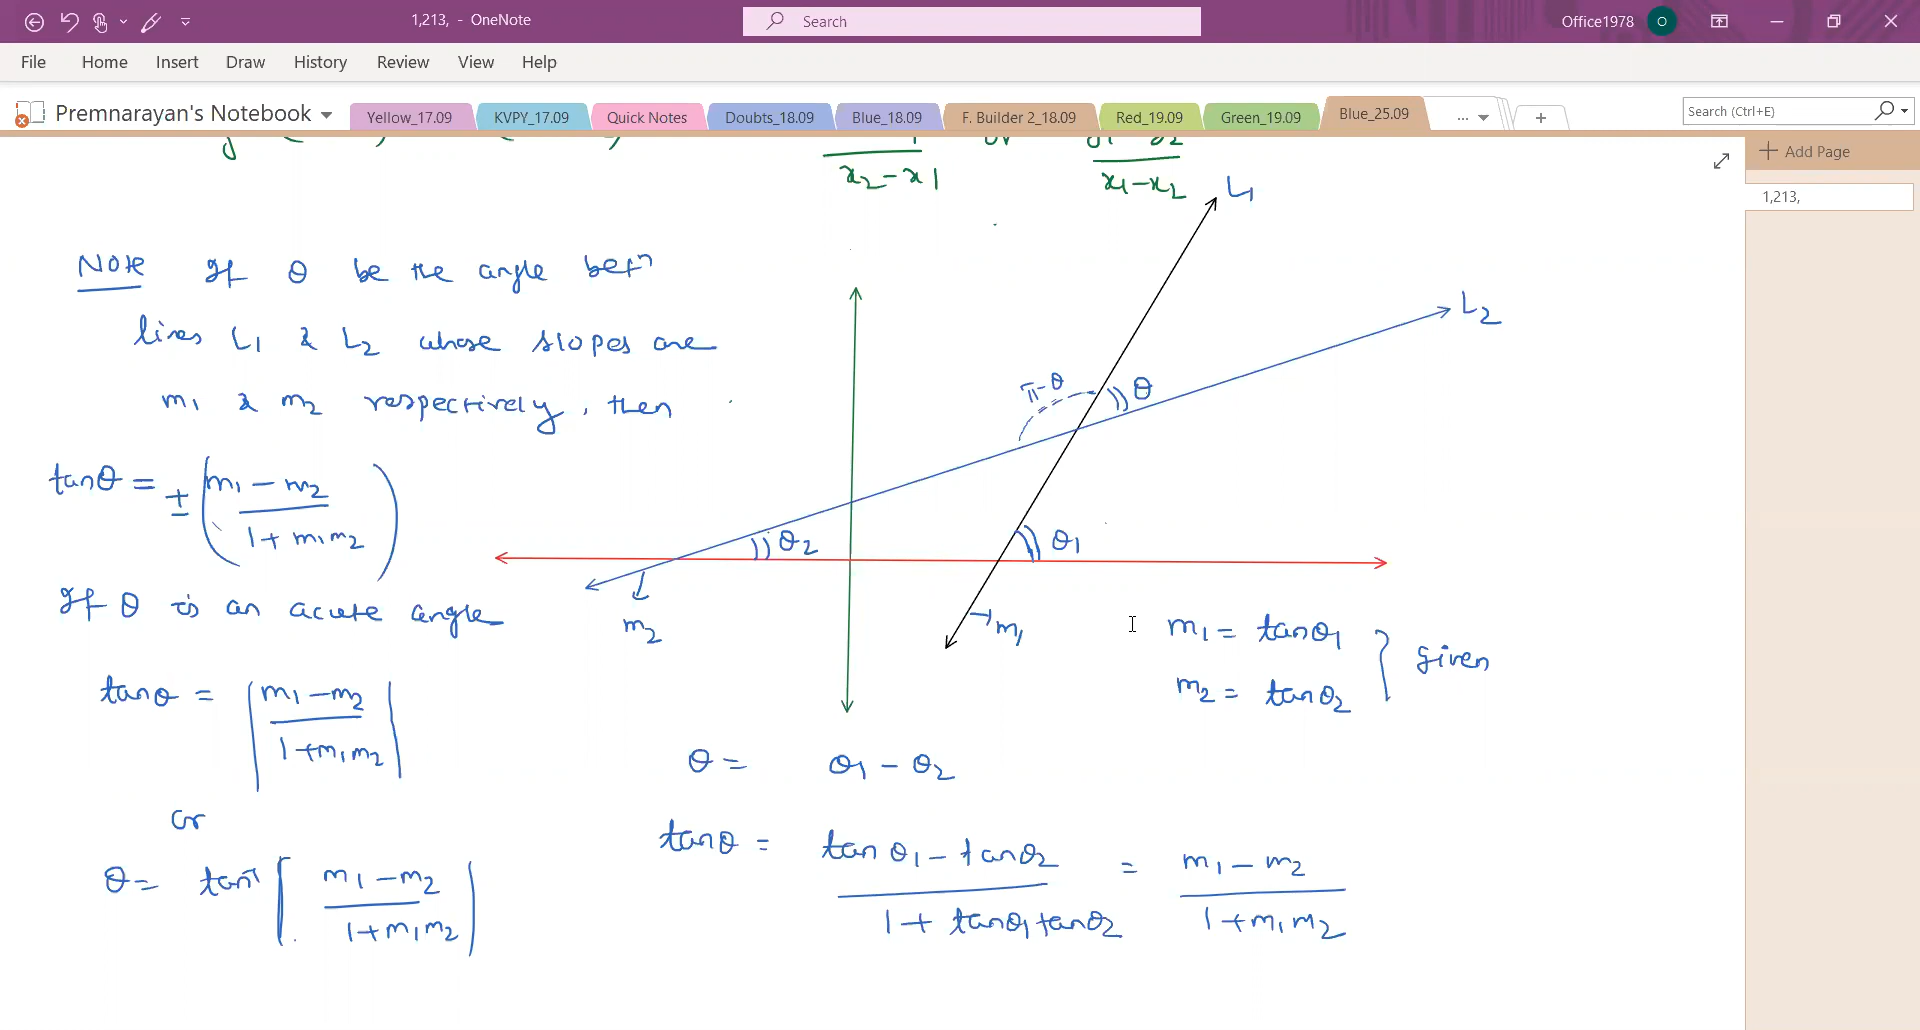 1,213, - OneNote
Search
Office1978
O
File Home Insert Draw History Review View Help
Premnarayan's Notebook
Yellow_17.09 KVPY_17.09 Quick Notes Doubts_18.09 Blue_18.09 F. Builder 2_18.09 Red_19.09 Green_19.09 Blue_25.09 ...
Search (Ctrl+E)
Add Page
1,213,
x2 - x1 or x1 - x2
L1
NOTE If θ be the angle betn
lines L1 & L2 whose slopes are
m1 & m2 respectively, then
L2
π-θ θ
tanθ = ± ( m1 - m2 / 1 + m1m2 )
θ2 θ1
If θ is an acute angle
m2 m1
m1 = tanθ1
m2 = tanθ2 } given
tanθ = | m1 - m2 / 1 + m1m2 |
θ = θ1 - θ2
or
tanθ = tanθ1 - tanθ2 / 1 + tanθ1 tanθ2 = m1 - m2 / 1 + m1m2
θ = tan⁻¹ | m1 - m2 / 1 + m1m2 |